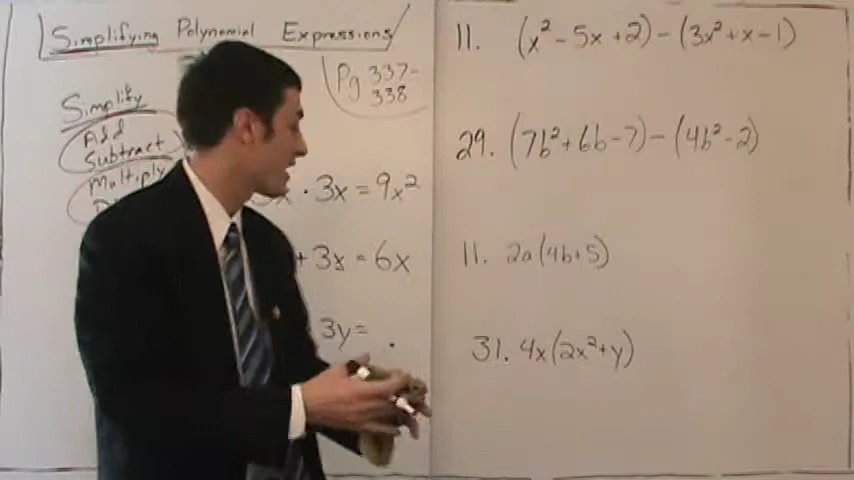 Simplifying Polynomial Expressions
Pg 337-
338
Simplify
Add
Subtract
Multiply
3x · 3x = 9x²
+ 3x = 6x
3y =
11. (x² - 5x + 2) - (3x² + x - 1)
29. (7b² + 6b - 7) - (4b² - 2)
11. 2a(4b+5)
31. 4x(2x²+y)